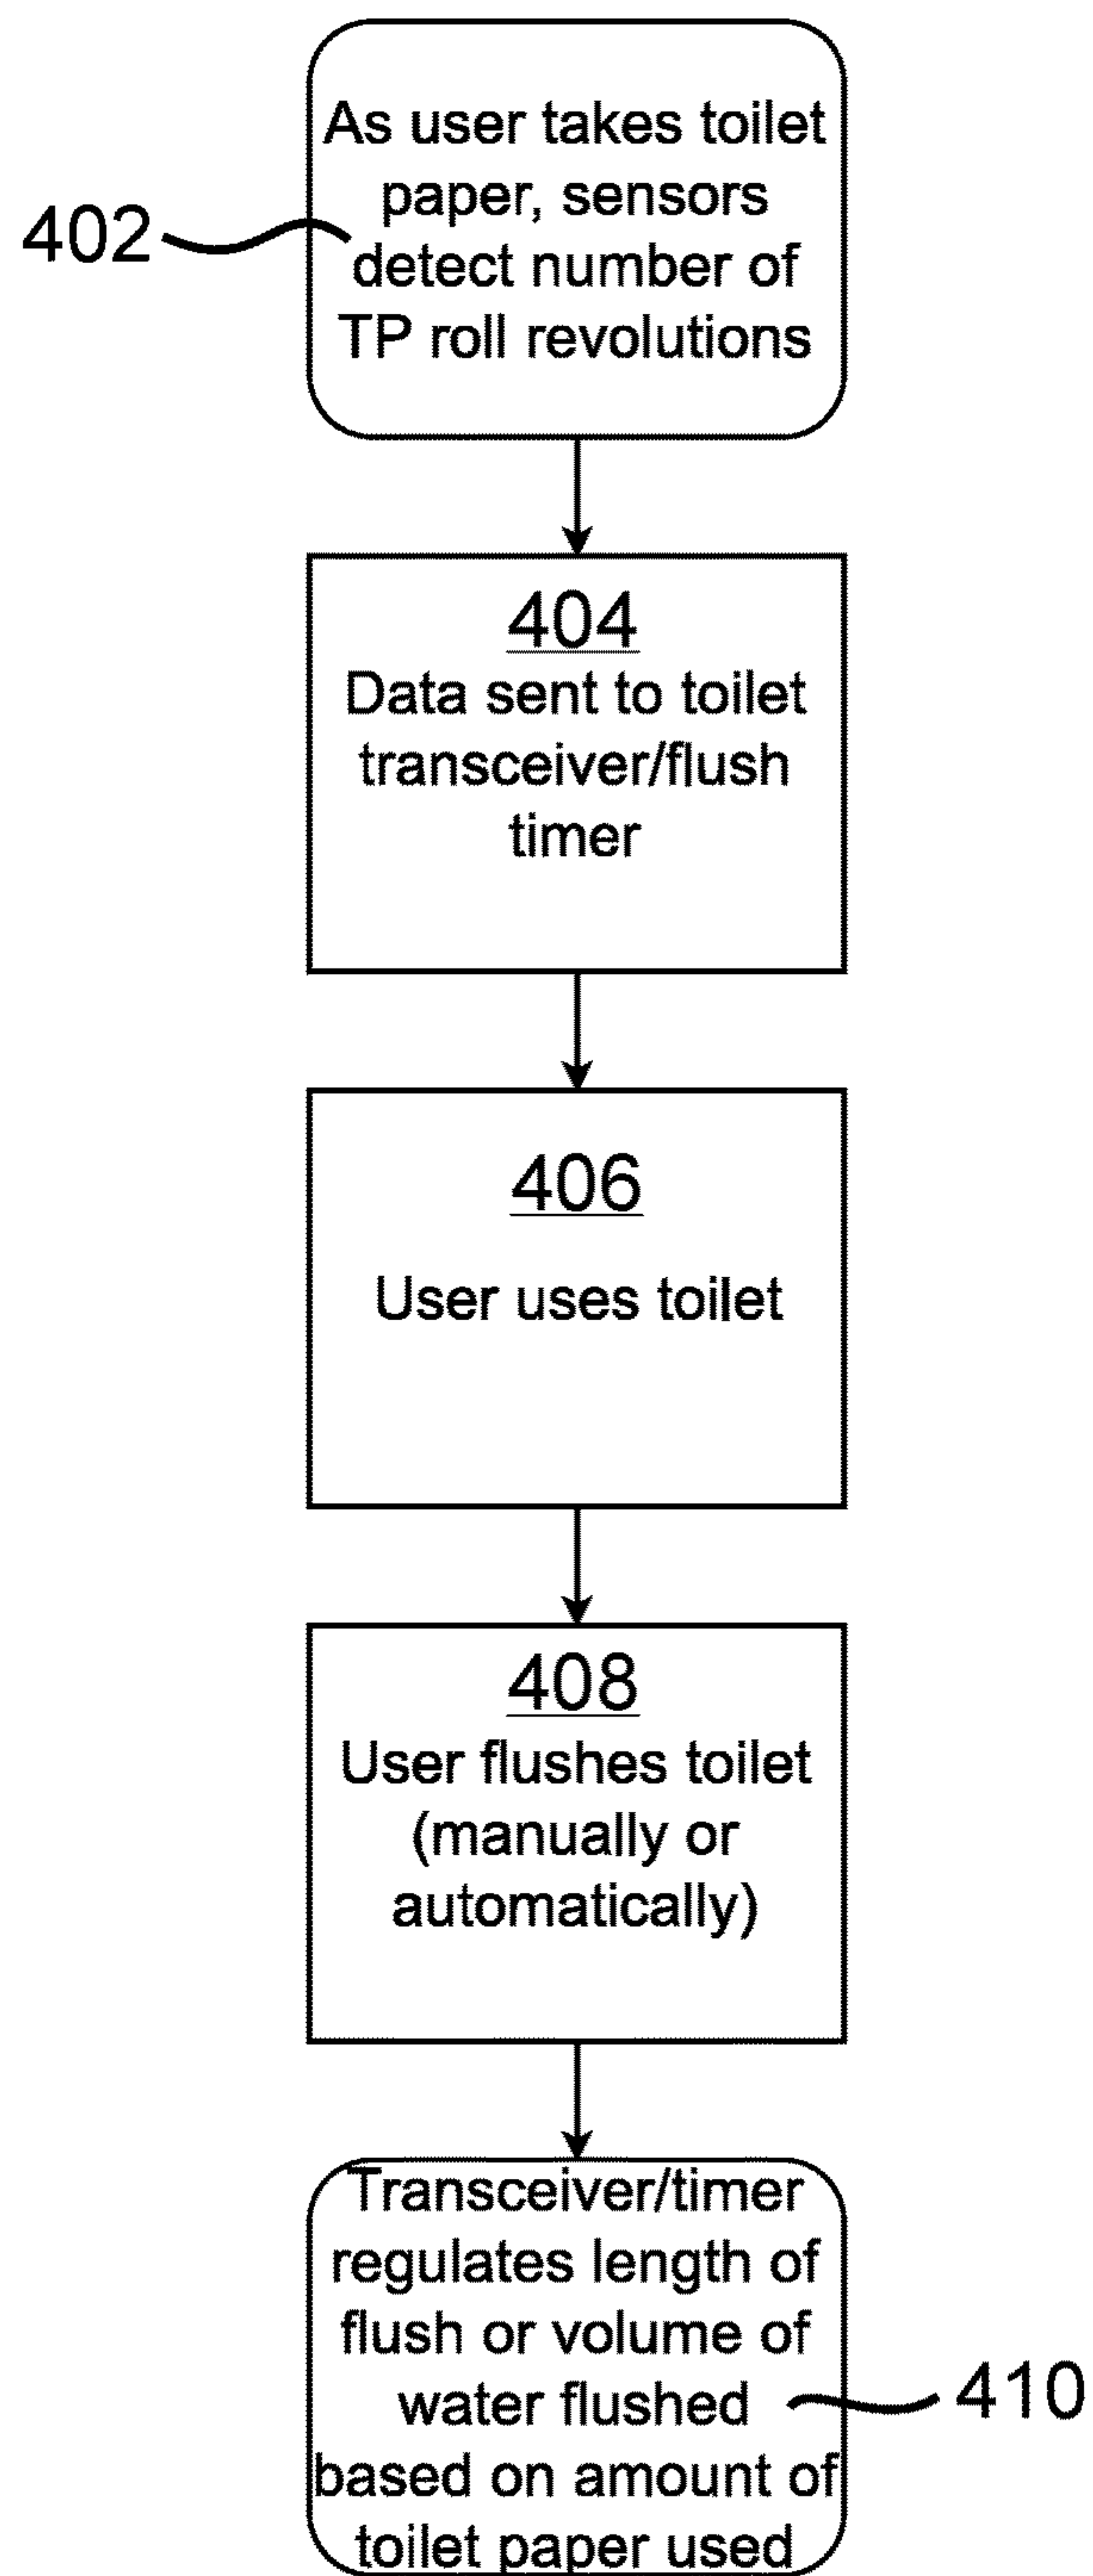 As user takes toilet
paper, sensors
402
detect number of
TP roll revolutions
404
Data sent to toilet
transceiver/flush
timer
406
User uses toilet
408
User flushes toilet
(manually or
automatically)
Transceiver/timer
regulates length of
flush or volume of
water flushed
410
based on amount of
toilet paper used